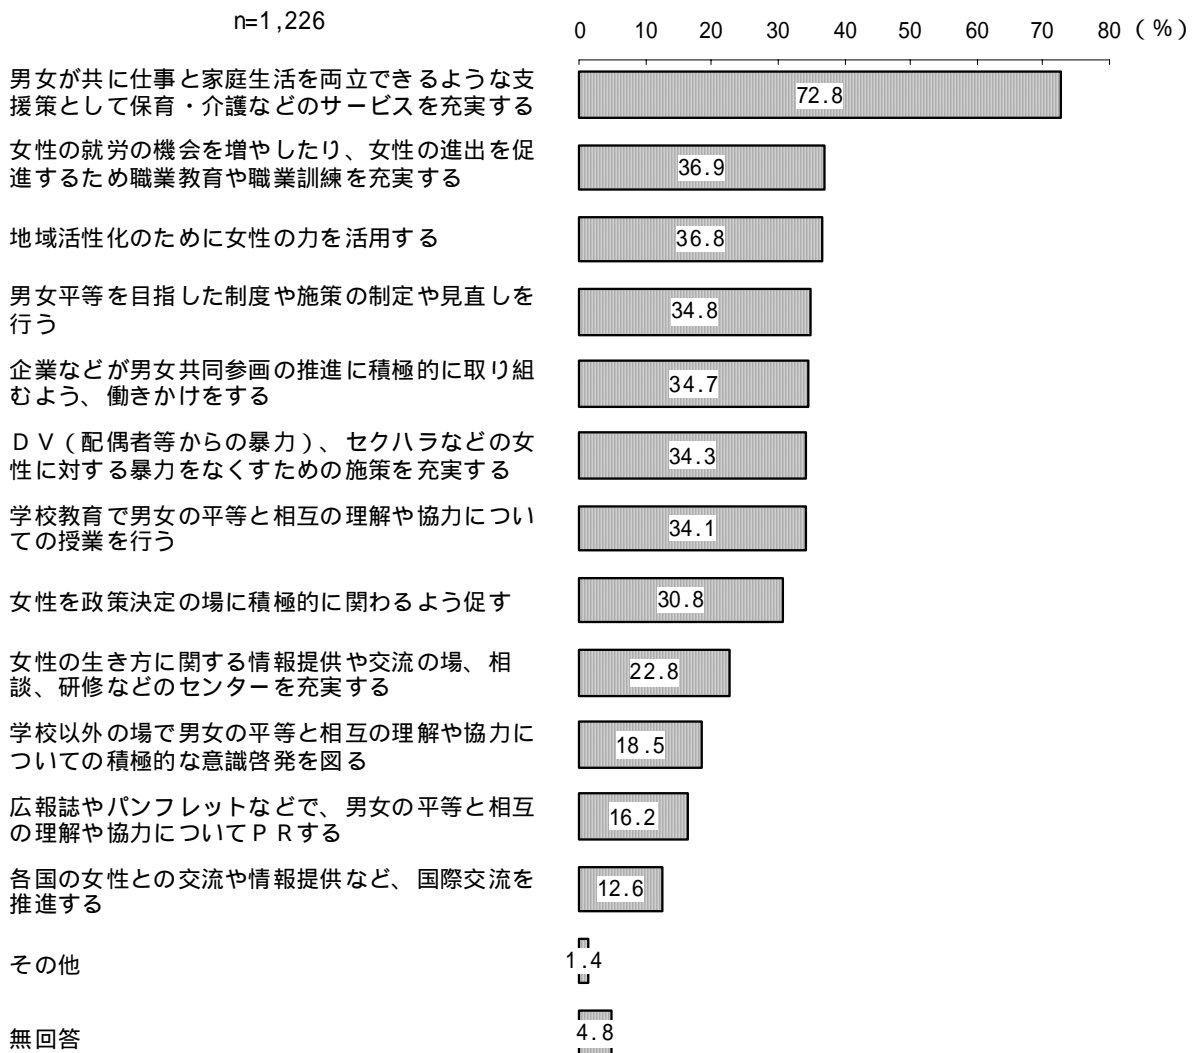 n=1,226
0 10 20 30 40 50 60 70 80 (%)
男女が共に仕事と家庭生活を両立できるような支
援策として保育・介護などのサービスを充実する
72.8
女性の就労の機会を増やしたり、女性の進出を促
進するため職業教育や職業訓練を充実する
36.9
地域活性化のために女性の力を活用する
36.8
男女平等を目指した制度や施策の制定や見直しを
行う
34.8
企業などが男女共同参画の推進に積極的に取り組
むよう、働きかけをする
34.7
DV(配偶者等からの暴力)、セクハラなどの女
性に対する暴力をなくすための施策を充実する
34.3
学校教育で男女の平等と相互の理解や協力につい
ての授業を行う
34.1
女性を政策決定の場に積極的に関わるよう促す
30.8
女性の生き方に関する情報提供や交流の場、相
談、研修などのセンターを充実する
22.8
学校以外の場で男女の平等と相互の理解や協力に
ついての積極的な意識啓発を図る
18.5
広報誌やパンフレットなどで、男女の平等と相互
の理解や協力についてPRする
16.2
各国の女性との交流や情報提供など、国際交流を
推進する
12.6
その他
1.4
無回答
4.8